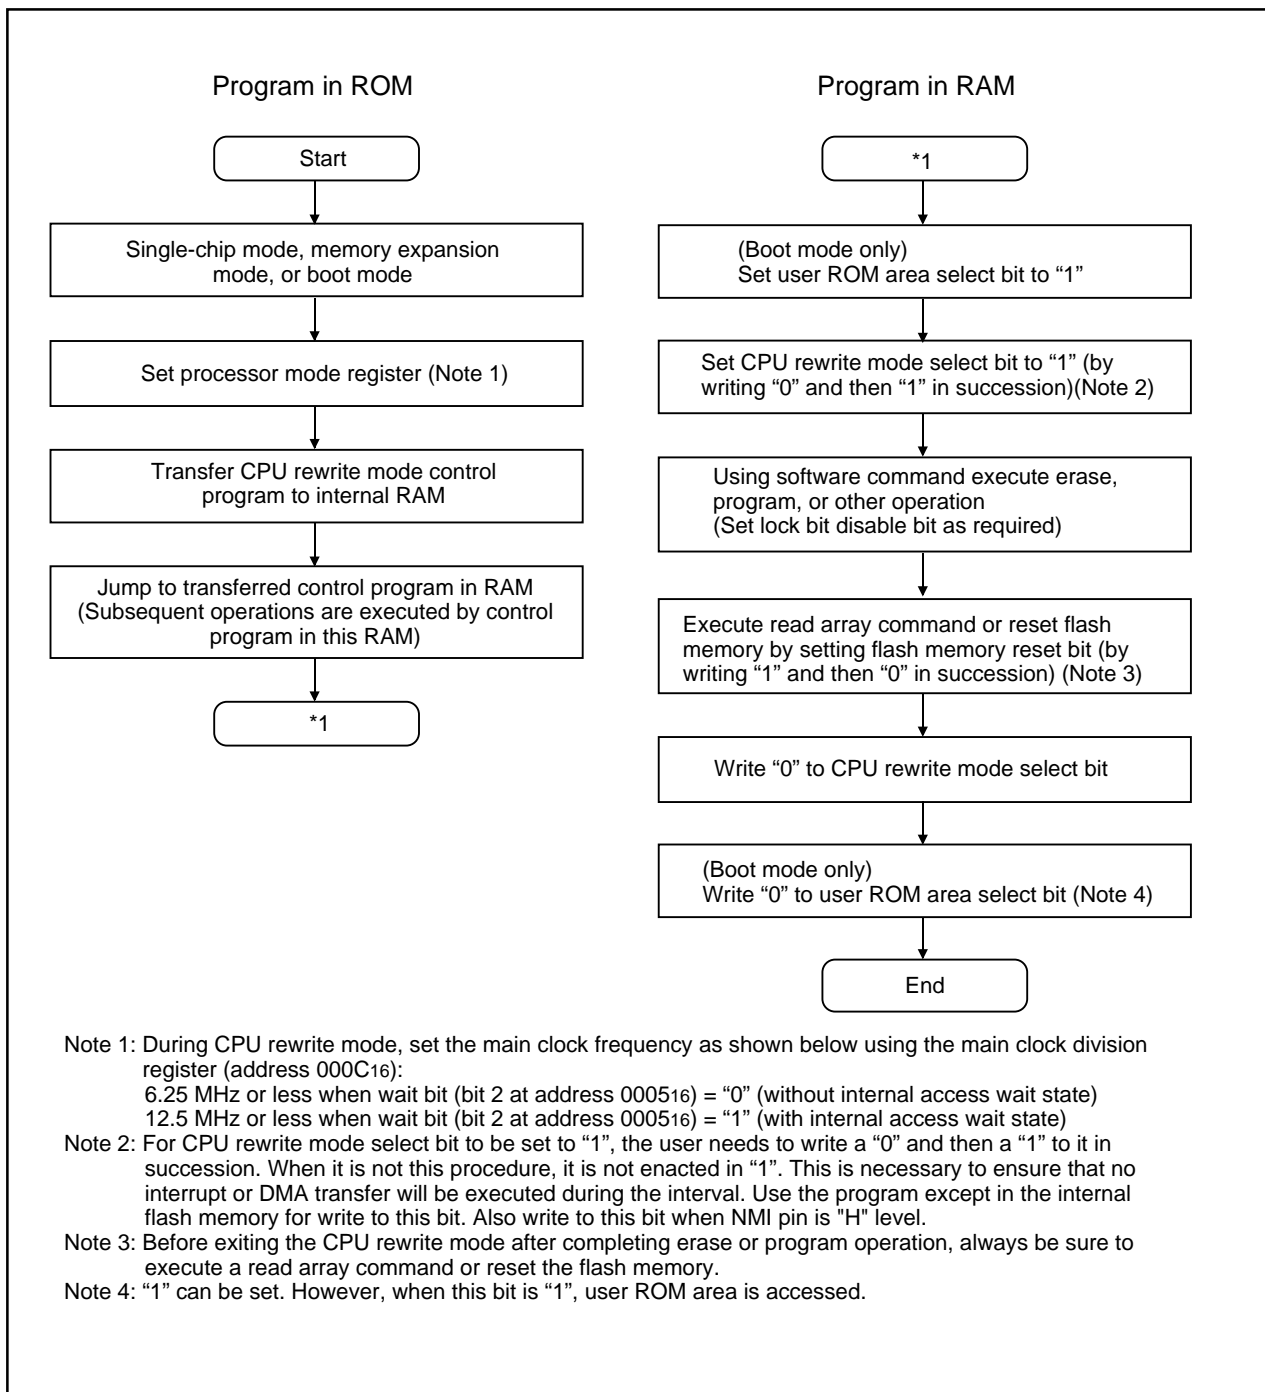 Program in ROM
Start
Single-chip mode, memory expansion
mode, or boot mode
Set processor mode register (Note 1)
Transfer CPU rewrite mode control
program to internal RAM
Jump to transferred control program in RAM
(Subsequent operations are executed by control
program in this RAM)
*1
Program in RAM
*1
(Boot mode only)
Set user ROM area select bit to “1”
Set CPU rewrite mode select bit to “1” (by
writing “0” and then “1” in succession)(Note 2)
Using software command execute erase,
program, or other operation
(Set lock bit disable bit as required)
Execute read array command or reset flash
memory by setting flash memory reset bit (by
writing “1” and then “0” in succession) (Note 3)
Write “0” to CPU rewrite mode select bit
(Boot mode only)
Write “0” to user ROM area select bit (Note 4)
End
Note 1: During CPU rewrite mode, set the main clock frequency as shown below using the main clock division
register (address 000C16):
6.25 MHz or less when wait bit (bit 2 at address 000516) = “0” (without internal access wait state)
12.5 MHz or less when wait bit (bit 2 at address 000516) = “1” (with internal access wait state)
Note 2: For CPU rewrite mode select bit to be set to “1”, the user needs to write a “0” and then a “1” to it in
succession. When it is not this procedure, it is not enacted in “1”. This is necessary to ensure that no
interrupt or DMA transfer will be executed during the interval. Use the program except in the internal
flash memory for write to this bit. Also write to this bit when NMI pin is "H" level.
Note 3: Before exiting the CPU rewrite mode after completing erase or program operation, always be sure to
execute a read array command or reset the flash memory.
Note 4: “1” can be set. However, when this bit is “1”, user ROM area is accessed.